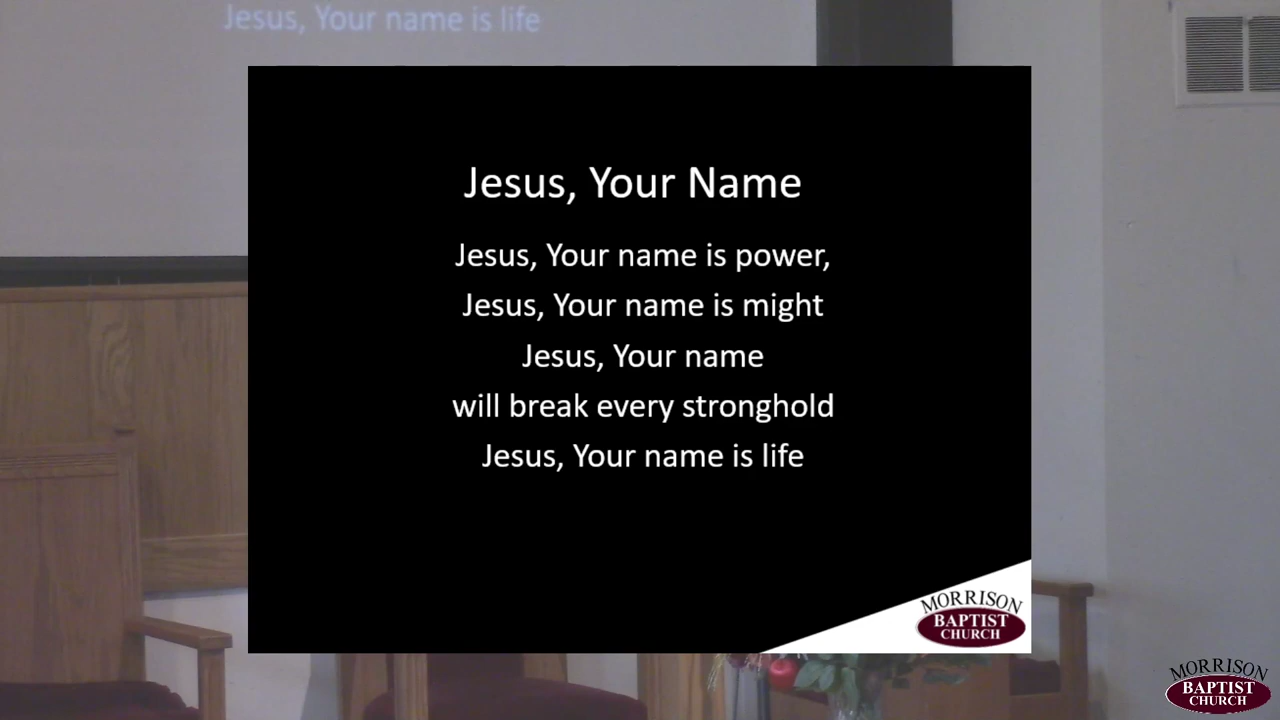 Jesus, Your name is life
Jesus, Your Name
Jesus, Your name is power,
Jesus, Your name is might
Jesus, Your name
will break every stronghold
Jesus, Your name is life
MORRISON
BAPTIST
CHURCH
MORRISON
BAPTIST
CHURCH